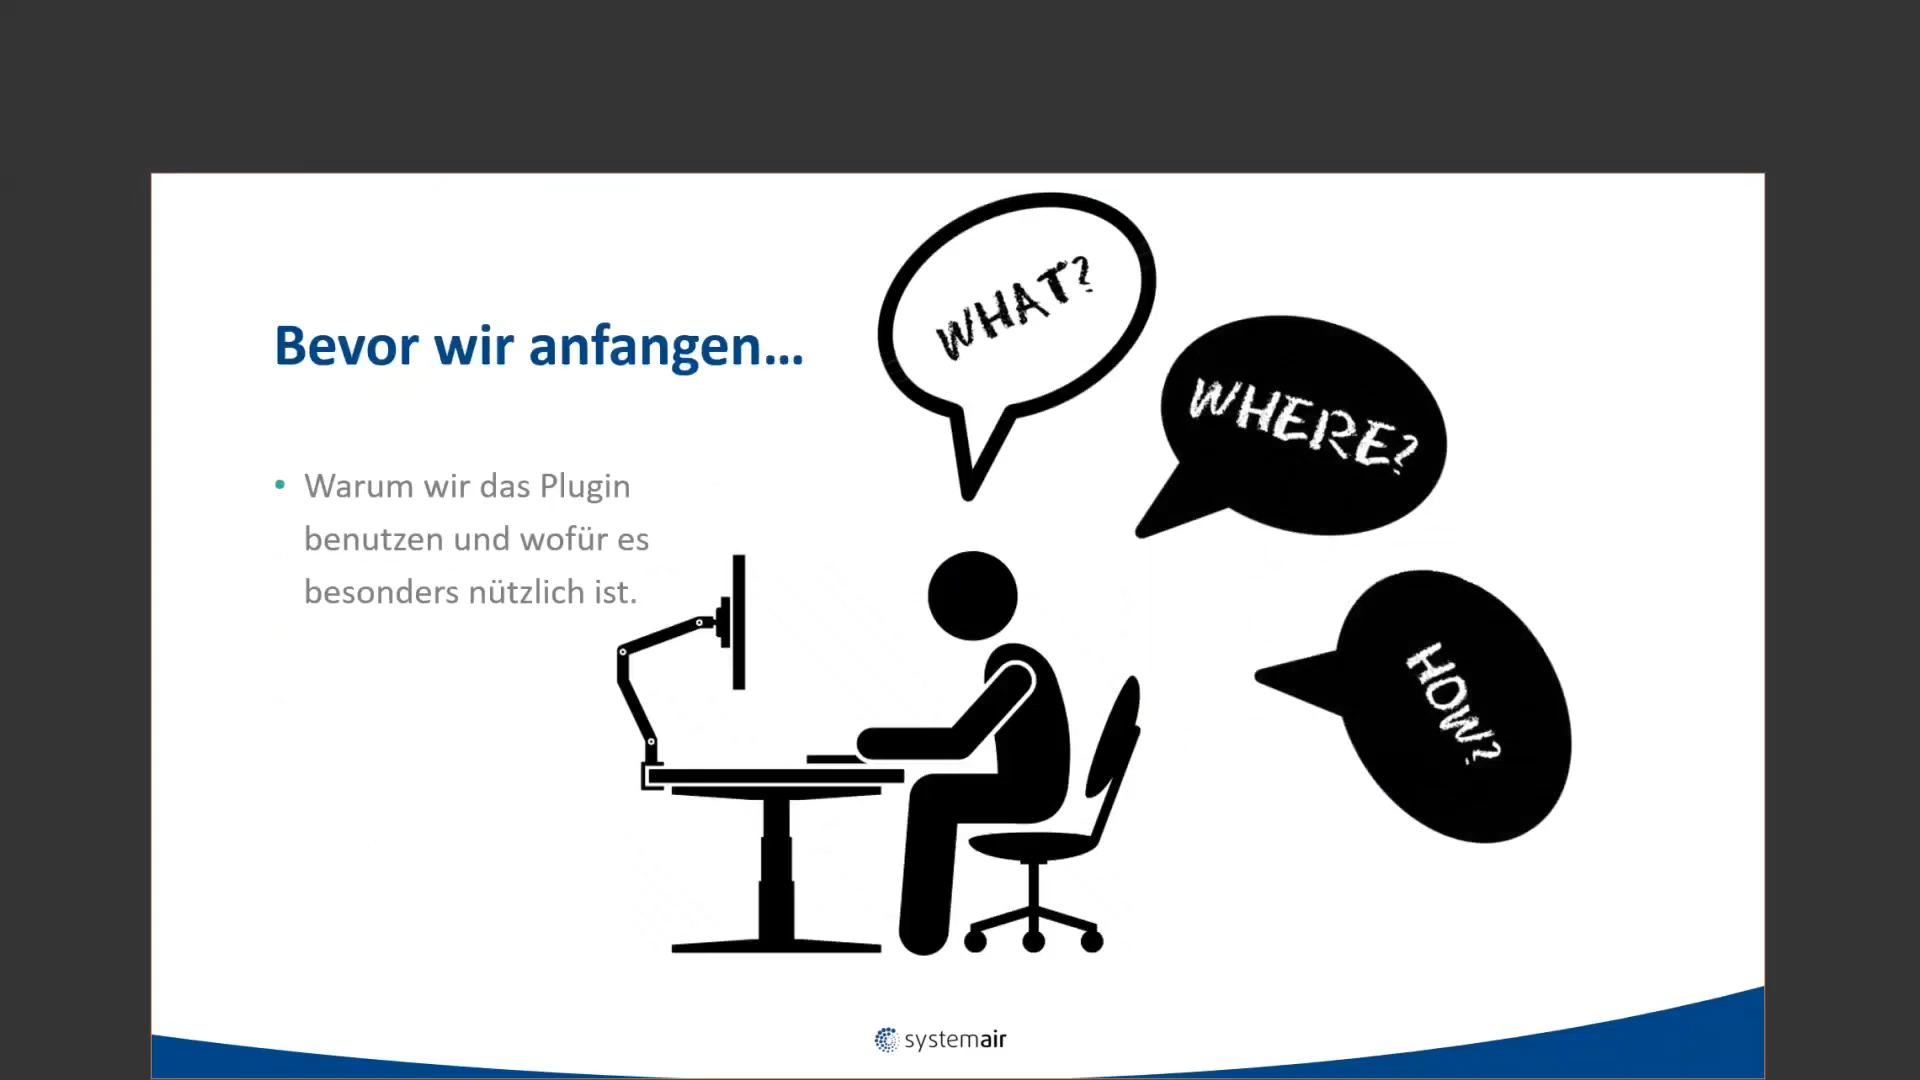 WHAT?
Bevor wir anfangen...
WHERE?
• Warum wir das Plugin
benutzen und wofür es
besonders nützlich ist.
HOW?
systemair